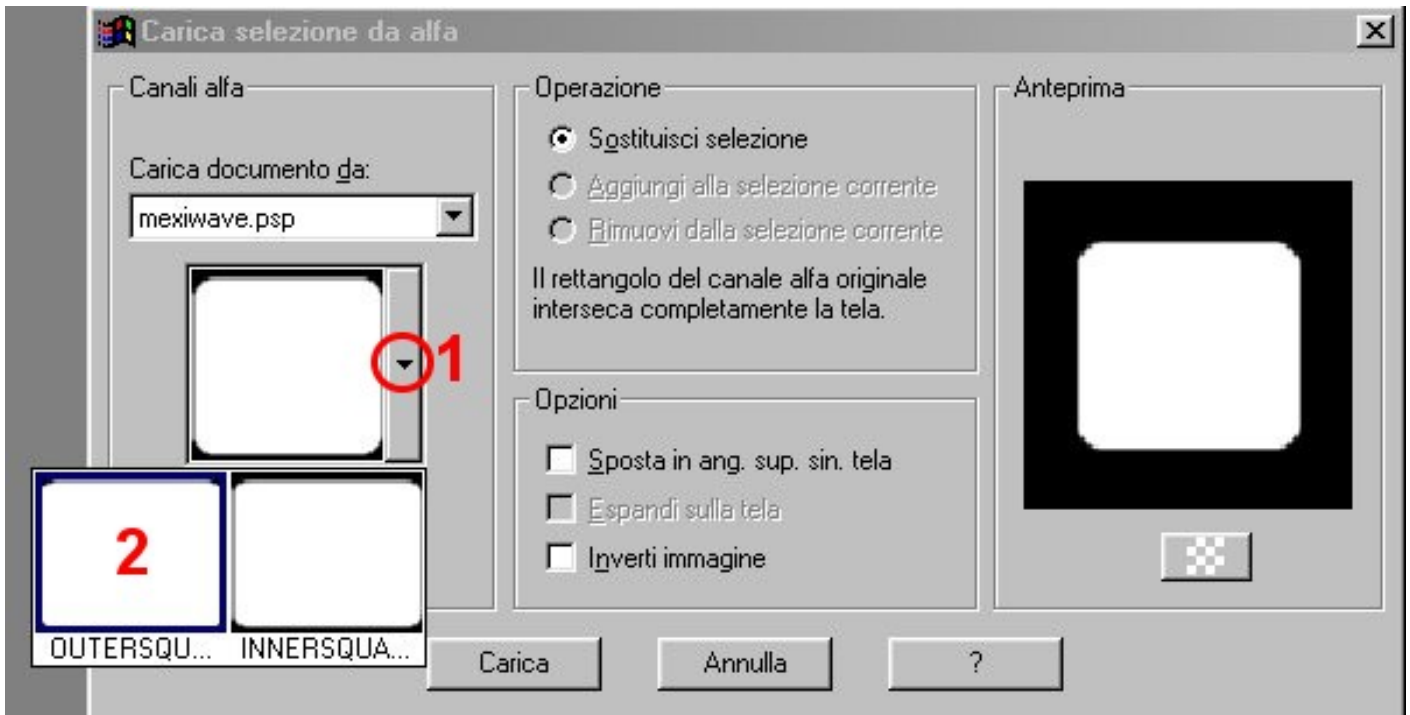 Carica selezione da alfa
Canali alfa
Carica documento da:
mexiwave.psp
1
2
OUTERSQU...
INNERSQUA...
Operazione
Sostituisci selezione
Aggiungi alla selezione corrente
Rimuovi dalla selezione corrente
Il rettangolo del canale alfa originale
interseca completamente la tela.
Opzioni
Sposta in ang. sup. sin. tela
Espandi sulla tela
Inverti immagine
Anteprima
Carica
Annulla
?